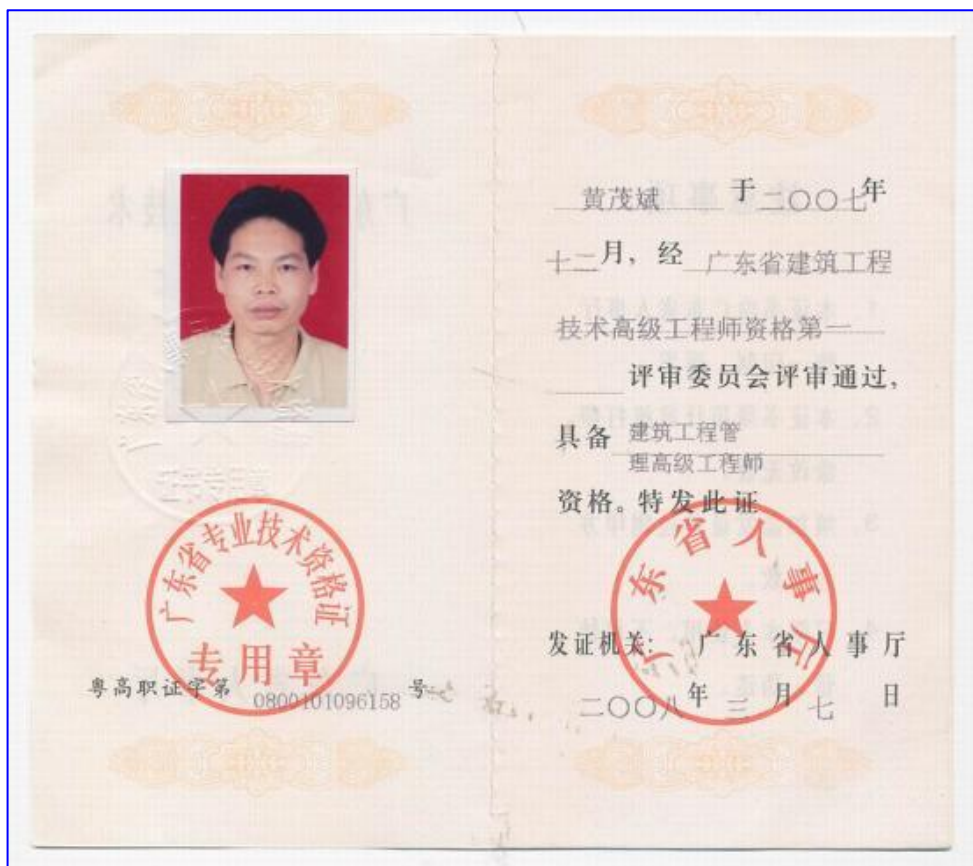 广东省专业技术资格证
专用章
粤高职证字第 0800101096158 号
黄茂斌 于二〇〇七年
十二月，经 广东省建筑工程
技术高级工程师资格第一
评审委员会评审通过，
具备 建筑工程管
理高级工程师
资格。特发此证
广东省人事厅
发证机关： 广东省人事厅
二〇〇八年三月七日